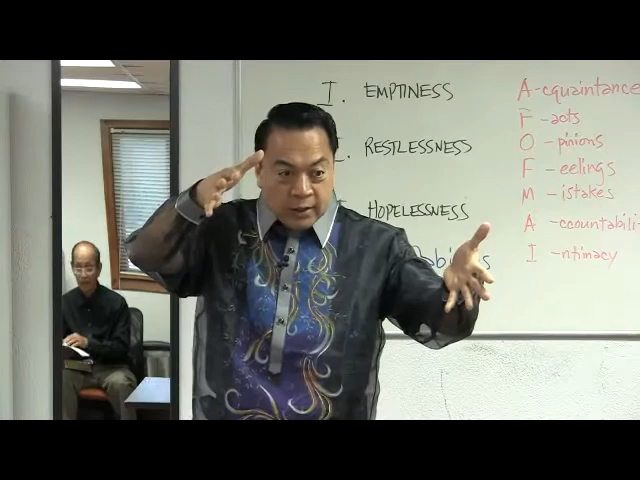 I. EMPTINESS
RESTLESSNESS
HOPELESSNESS
A-cquaintance
F-acts
O-pinions
F-eelings
M-istakes
A-ccountabili
I-ntimacy